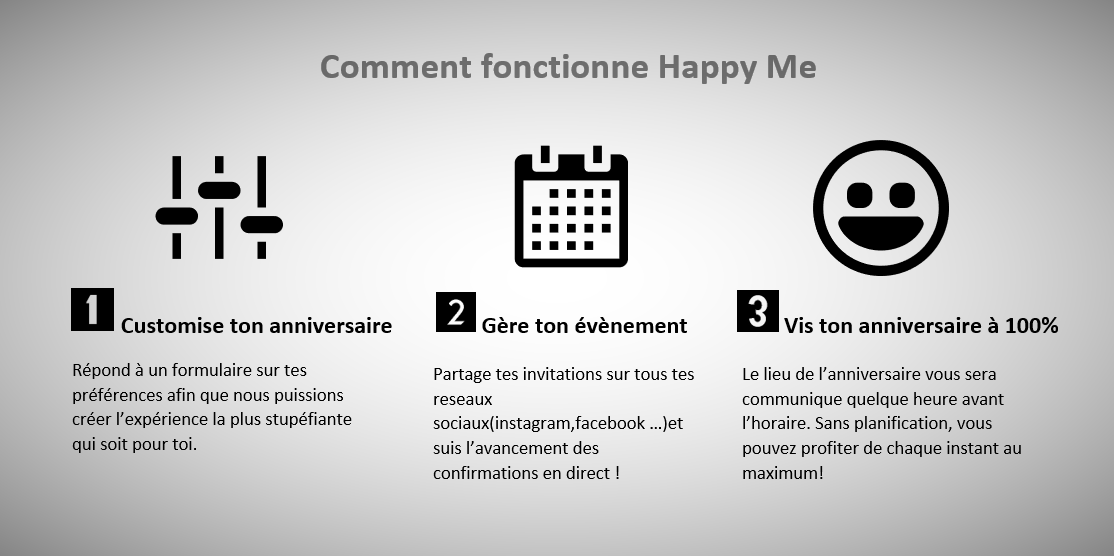 Comment fonctionne Happy Me
1 Customise ton anniversaire
Répond à un formulaire sur tes
préférences afin que nous puissions
créer l'expérience la plus stupéfiante
qui soit pour toi.
2 Gère ton évènement
Partage tes invitations sur tous tes
reseaux
sociaux(instagram,facebook ...)et
suis l'avancement des
confirmations en direct !
3 Vis ton anniversaire à 100%
Le lieu de l'anniversaire vous sera
communique quelque heure avant
l'horaire. Sans planification, vous
pouvez profiter de chaque instant au
maximum!